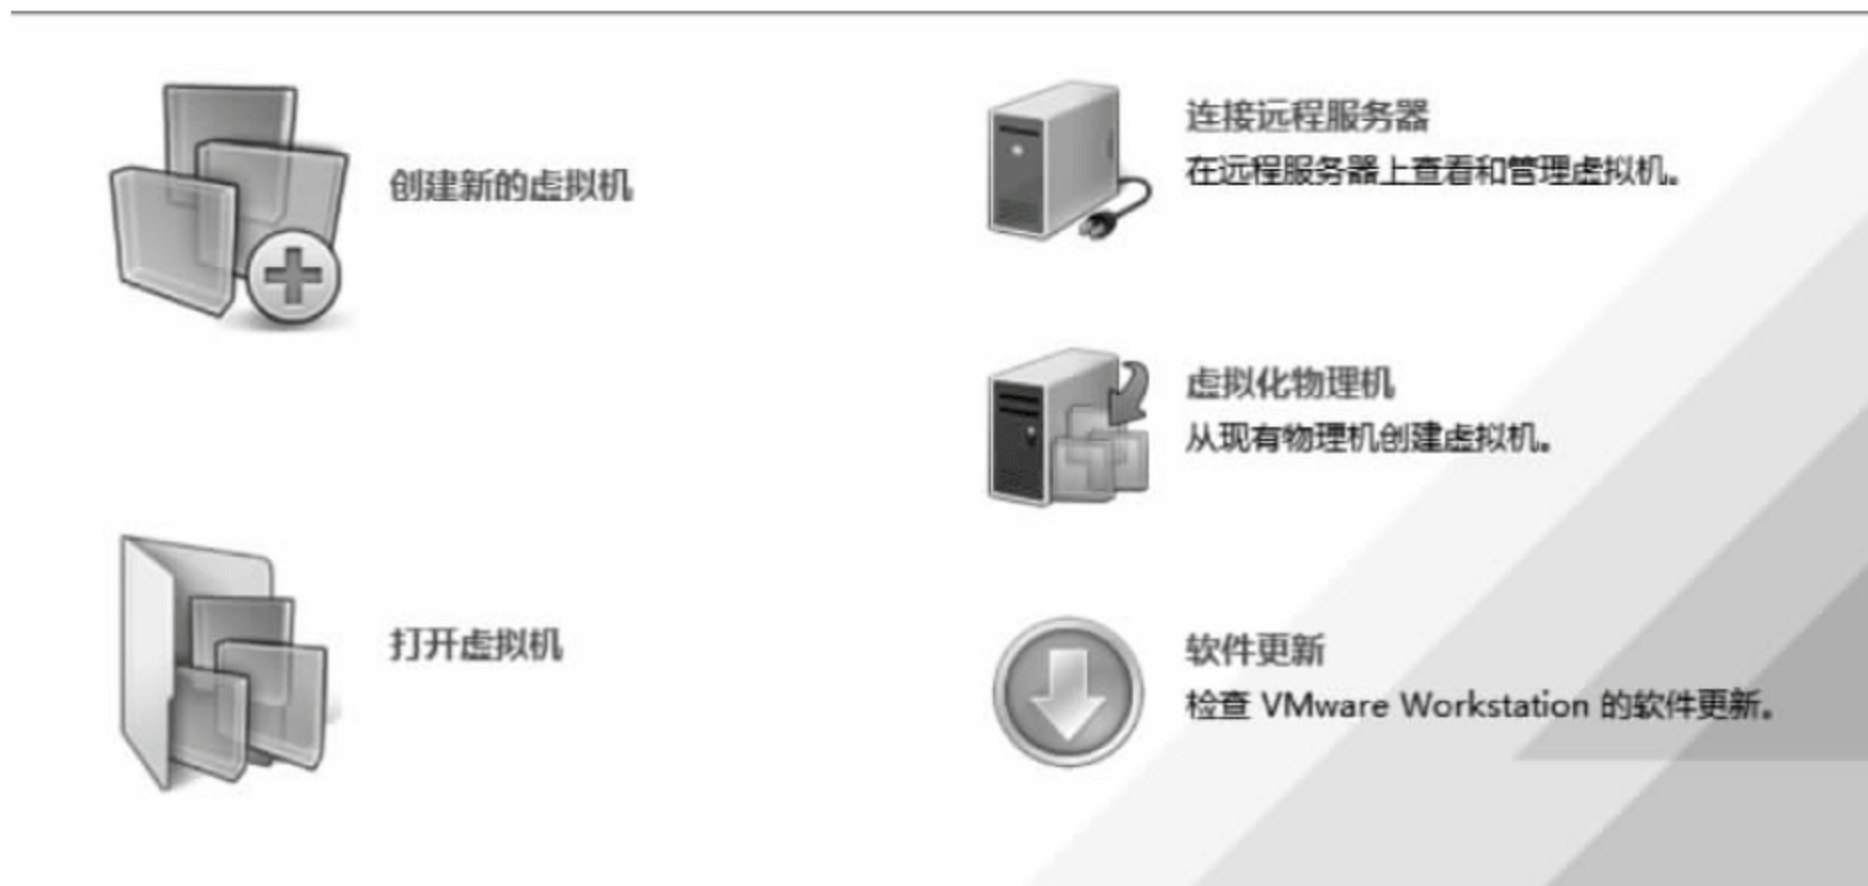 创建新的虚拟机
打开虚拟机
连接远程服务器
在远程服务器上查看和管理虚拟机。
虚拟化物理机
从现有物理机创建虚拟机。
软件更新
检查 VMware Workstation 的软件更新。